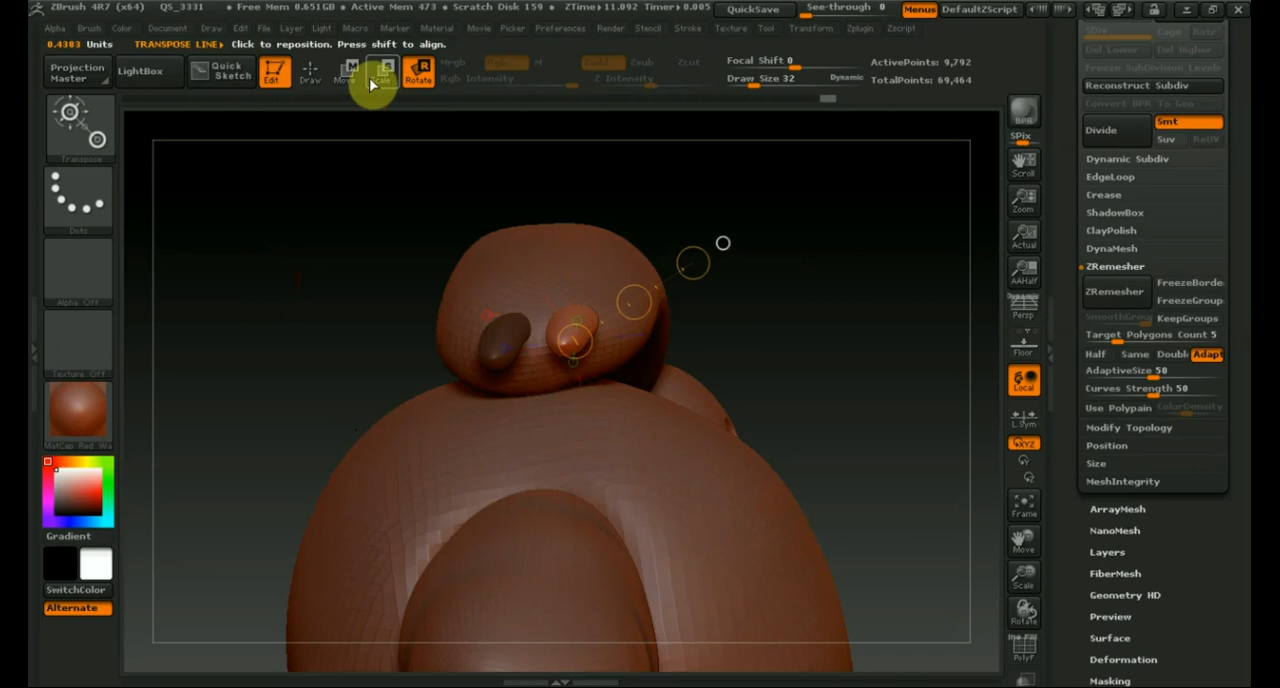 ZBrush 4R7 (x64) QS_3331 • Free Mem 0.651GB • Active Mem 473 • Scratch Disk 159 • ZTime▸11.092 Timer▸0.005 QuickSave See-through 0 Menus DefaultZScript
Alpha Brush Color Document Draw Edit File Layer Light Macro Marker Material Movie Picker Preferences Render Stencil Stroke Texture Tool Transform Zplugin Zscript
0.4383 Units TRANSPOSE LINE▸ Click to reposition. Press shift to align.
Projection Master
LightBox
Quick Sketch
Edit
Draw
Move
Scale
Rotate
Mrgb Rgb M
Rgb Intensity
Zadd Zsub Zcut
Z Intensity
Focal Shift 0
Draw Size 32 Dynamic
ActivePoints: 9,792
TotalPoints: 69,464
Transpose
Dots
Alpha Off
Texture Off
MatCap Red Wa
Gradient
SwitchColor
Alternate
BPR
SPix
Scroll
Zoom
Actual
AAHalf
Dynamic
Persp
Floor
Local
L.Sym
XYZ
Frame
Move
Scale
Rotate
PolyF
SDiv Cage Rstr
Del Lower Del Higher
Freeze SubDivision Levels
Reconstruct Subdiv
Convert BPR To Geo
Divide
Smt
Suv ReUV
Dynamic Subdiv
EdgeLoop
Crease
ShadowBox
ClayPolish
DynaMesh
ZRemesher
ZRemesher
FreezeBorde
FreezeGroup
SmoothGrou KeepGroups
Target Polygons Count 5
Half Same Doubl Adapt
AdaptiveSize 50
Curves Strength 50
Use Polypain ColorDensity
Modify Topology
Position
Size
MeshIntegrity
ArrayMesh
NanoMesh
Layers
FiberMesh
Geometry HD
Preview
Surface
Deformation
Masking